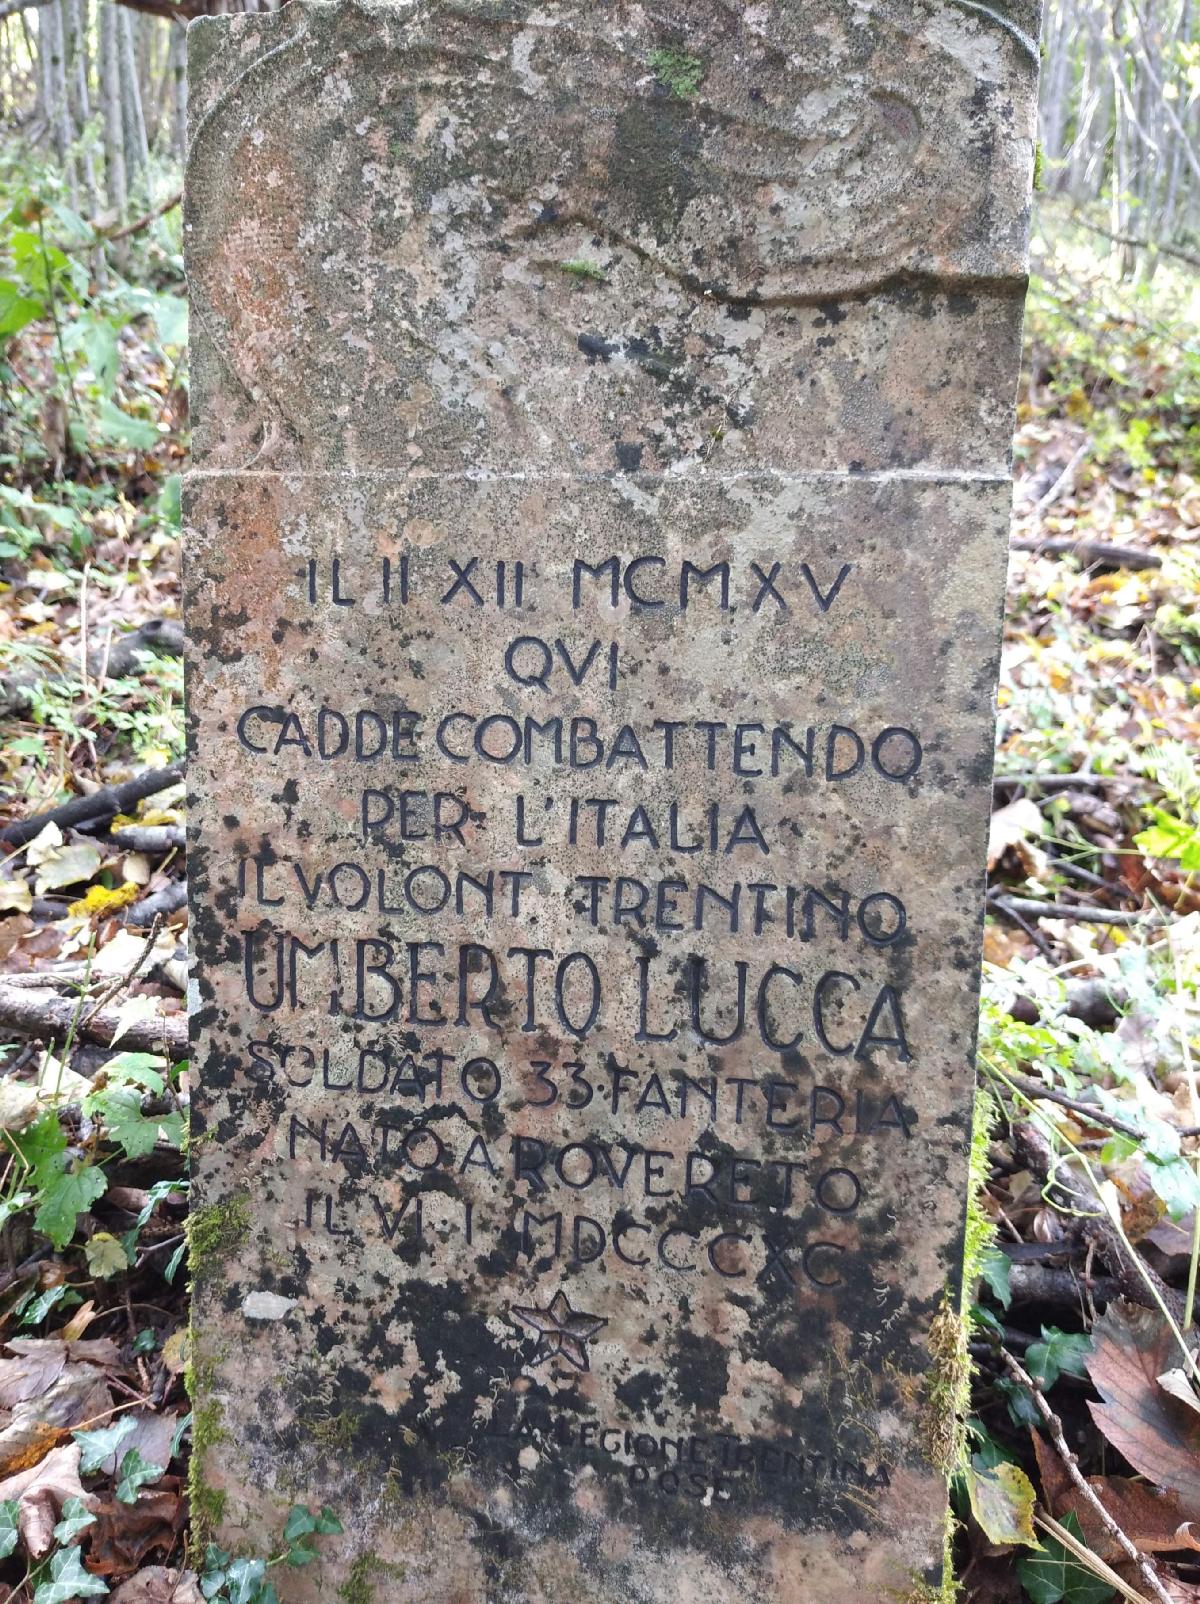 IL II XII MCMXV
QVI
CADDE COMBATTENDO
PER L'ITALIA
IL VOLONT TRENTINO
UMBERTO LUCCA
SOLDATO 33·FANTERIA
NATO A ROVERETO
IL VI·I MDCCCXC
LA LEGIONE TRENTINA
POSE